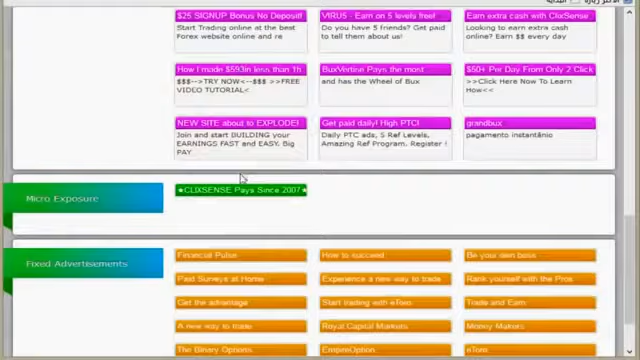 $25 SIGNUP Bonus No Deposit!
Start Trading online at the best
Forex website online and re
VIRUS - Earn on 5 levels free!
Do you have 5 friends? Get paid
to tell them about us!
Earn extra cash with ClixSense
Looking to earn extra cash
online? Earn $$ every day
How I made $593in less than 1h
$$$-->TRY NOW<--$$$ >>FREE
VIDEO TUTORIAL<
BuxVertise Pays the most
and has the Wheel of Bux
$50+ Per Day From Only 2 Click
>>Click Here Now To Learn
How<<
NEW SITE about to EXPLODE!
Join and start BUILDING your
EARNINGS FAST and EASY. Big
PAY
Get paid daily! High PTC!
Daily PTC ads, 5 Ref Levels,
Amazing Ref Program. Register
grandbux
pagamento instantânio
Micro Exposure
★CLIXSENSE Pays Since 2007★
Fixed Advertisements
Financial Pulse
How to succeed
Be your own boss
Paid Surveys at Home
Experience a new way to trade
Rank yourself with the Pros
Get the advantage
Start trading with eToro
Trade and Earn
A new way to trade
Royal Capital Markets
Money Makers
The Binary Options
EmpireOption
eToro